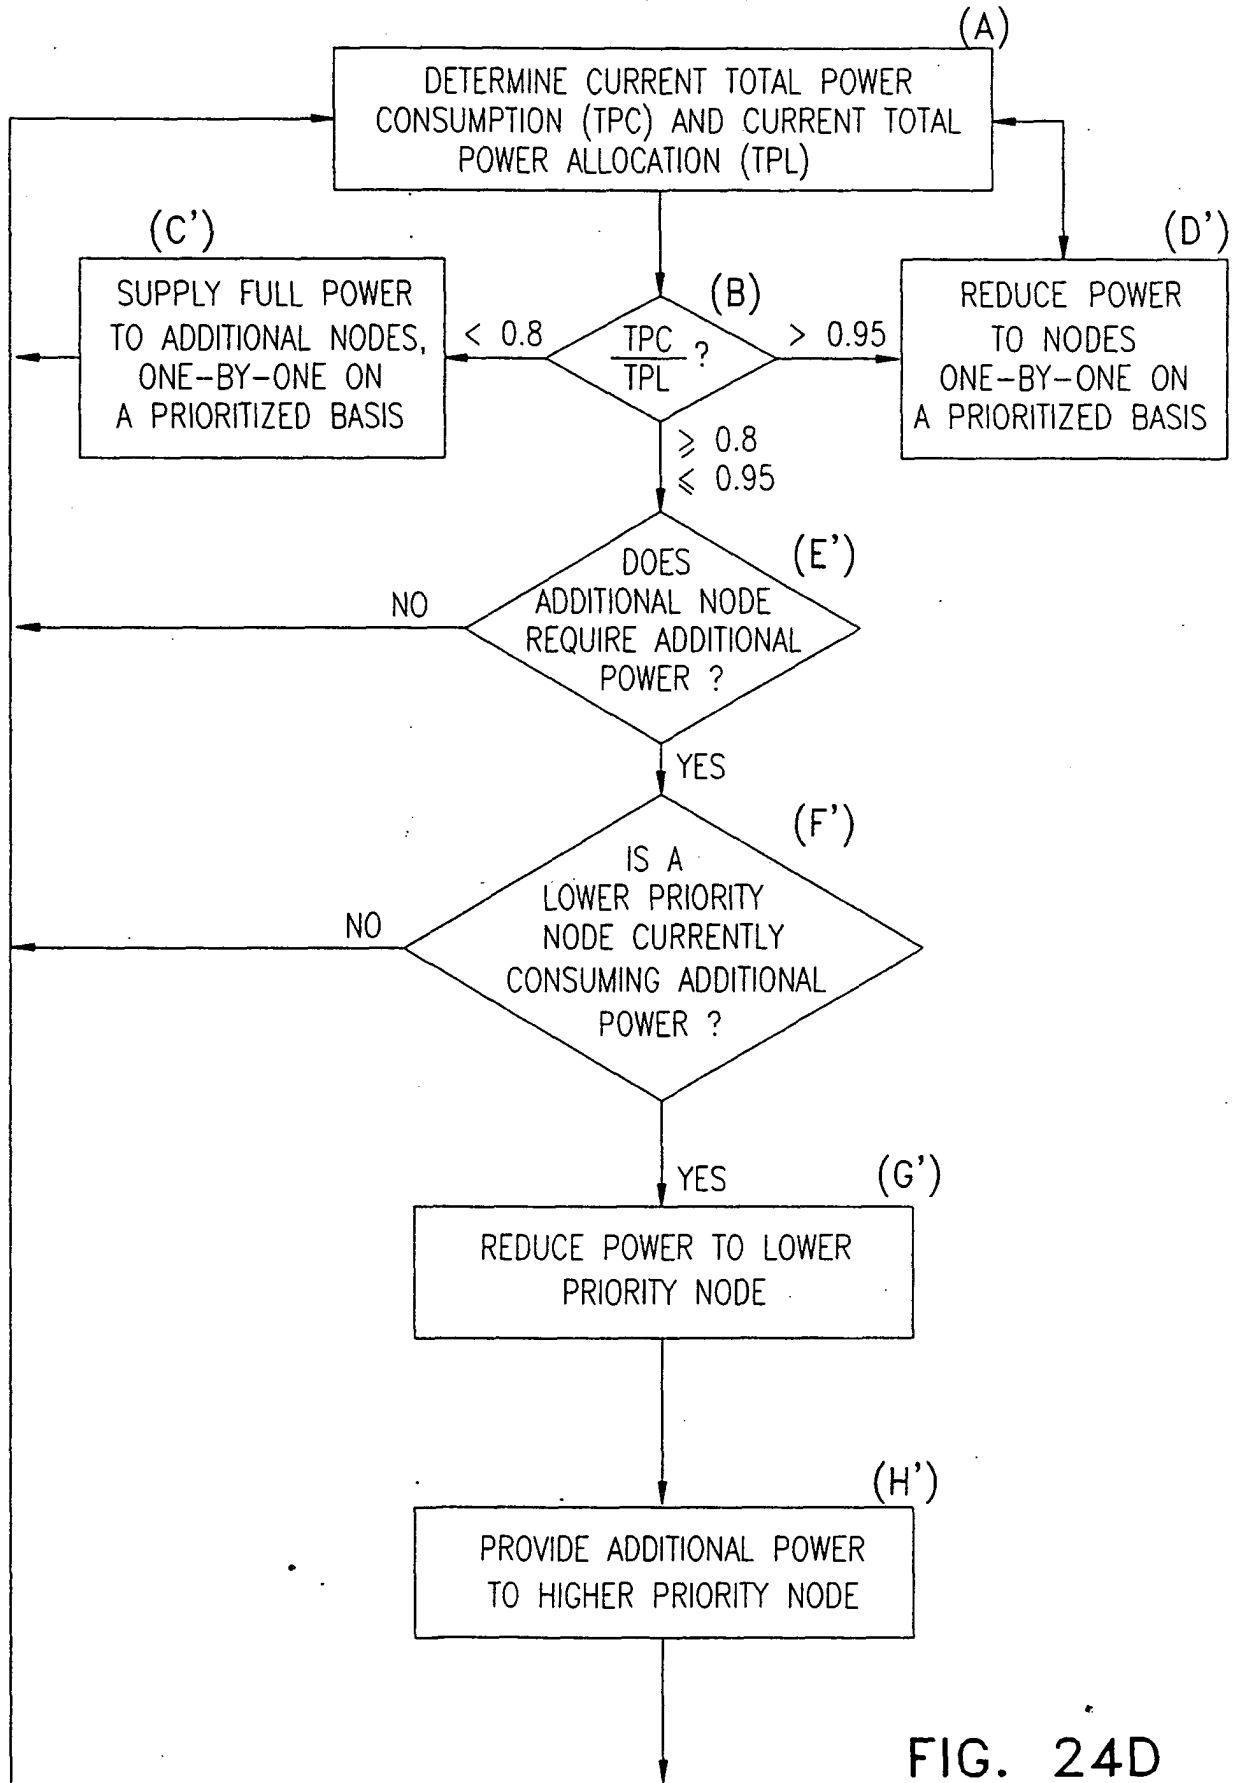 (A)
DETERMINE CURRENT TOTAL POWER
CONSUMPTION (TPC) AND CURRENT TOTAL
POWER ALLOCATION (TPL)
(C')
SUPPLY FULL POWER
TO ADDITIONAL NODES,
ONE-BY-ONE ON
A PRIORITIZED BASIS
< 0.8
(B)
TPC
TPL
?
> 0.95
(D')
REDUCE POWER
TO NODES
ONE-BY-ONE ON
A PRIORITIZED BASIS
⩾ 0.8
⩽ 0.95
(E')
DOES
ADDITIONAL NODE
REQUIRE ADDITIONAL
POWER ?
NO
YES
(F')
IS A
LOWER PRIORITY
NODE CURRENTLY
CONSUMING ADDITIONAL
POWER ?
NO
YES
(G')
REDUCE POWER TO LOWER
PRIORITY NODE
(H')
PROVIDE ADDITIONAL POWER
TO HIGHER PRIORITY NODE
FIG. 24D